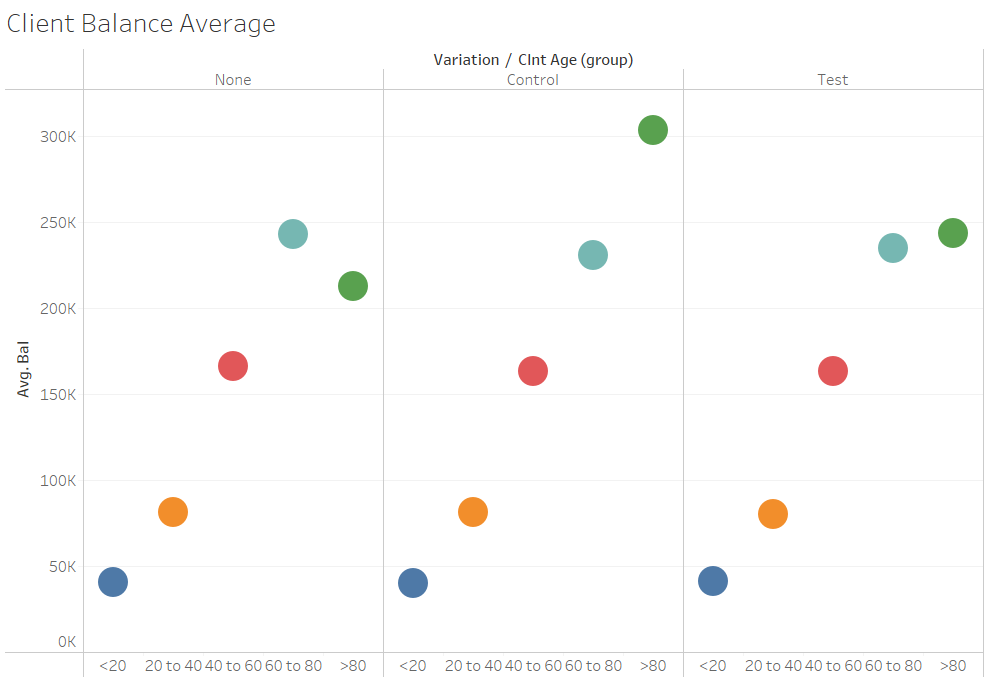 Client Balance Average
Variation / Clnt Age (group)
None Control Test
300K
250K
200K
150K
100K
50K
0K
Avg. Bal
<20 20 to 40 40 to 60 60 to 80 >80 <20 20 to 40 40 to 60 60 to 80 >80 <20 20 to 40 40 to 60 60 to 80 >80